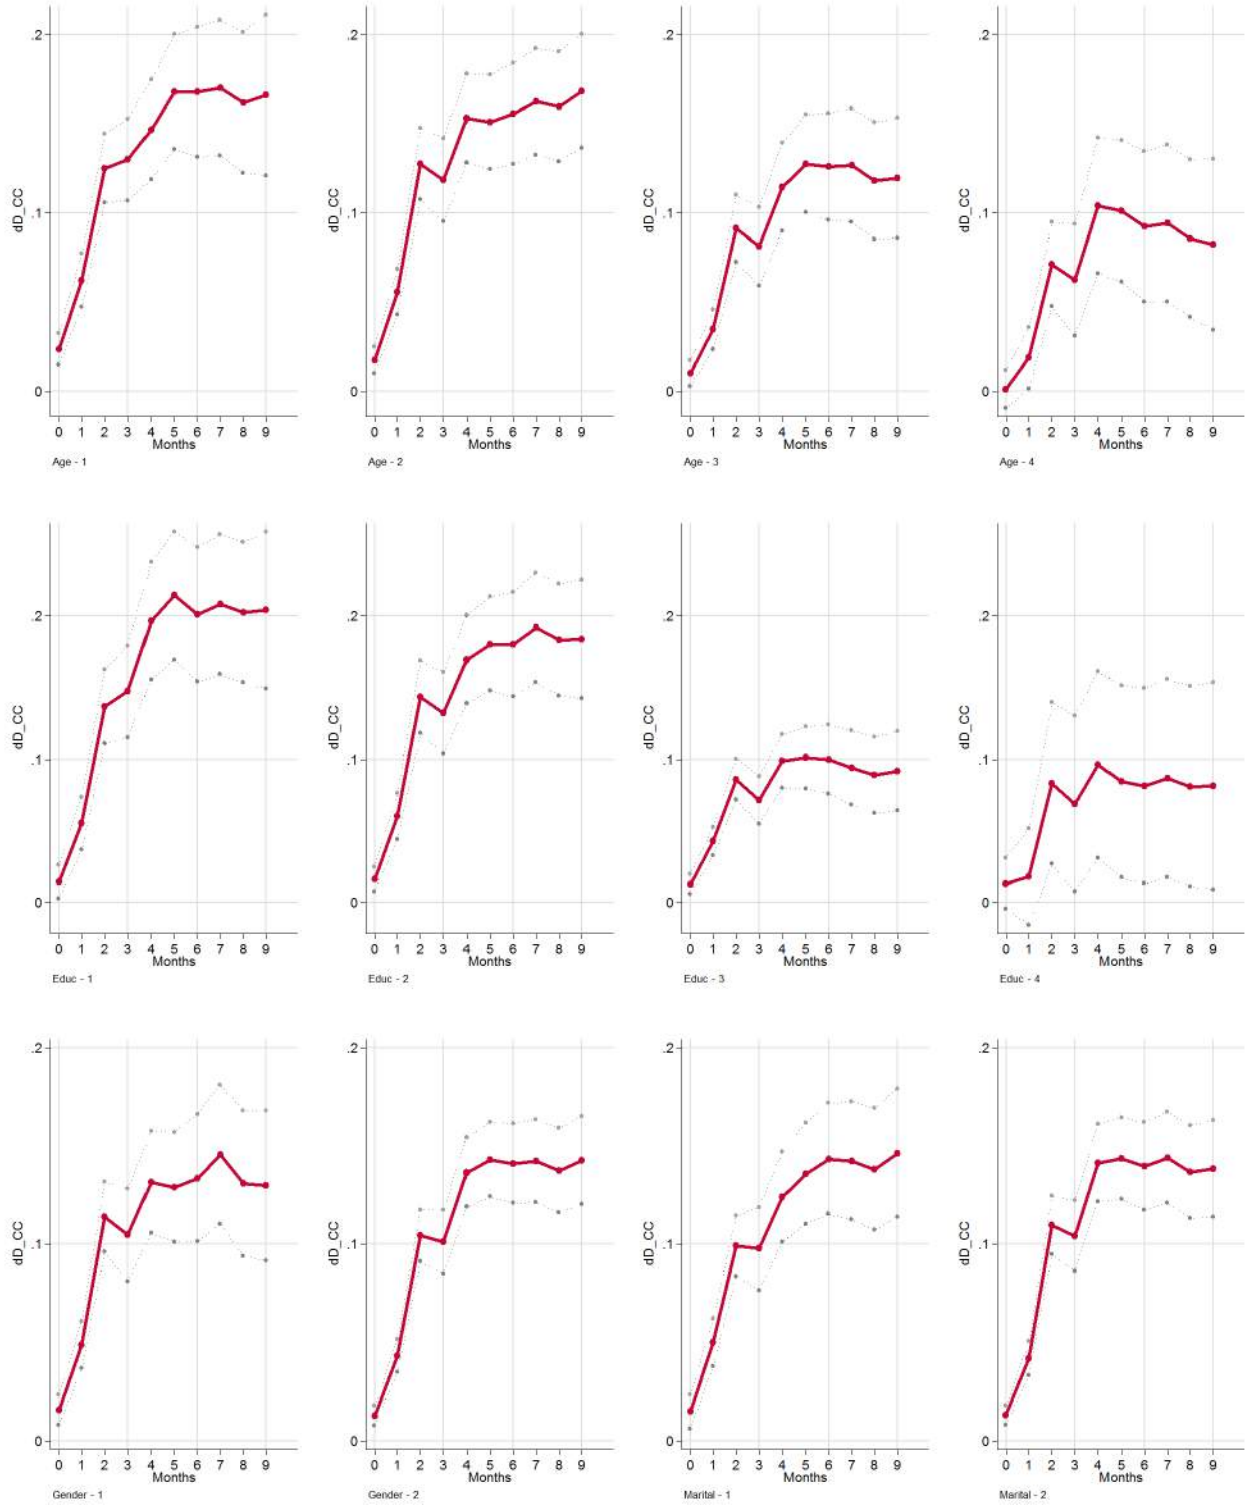 .2 .2 .2 .2
dD_CC dD_CC dD_CC dD_CC
.1 .1 .1 .1
0 0 0 0
0 1 2 3 4 5 6 7 8 9 0 1 2 3 4 5 6 7 8 9 0 1 2 3 4 5 6 7 8 9 0 1 2 3 4 5 6 7 8 9
Months Months Months Months
Age - 1 Age - 2 Age - 3 Age - 4
.2 .2 .2 .2
dD_CC dD_CC dD_CC dD_CC
.1 .1 .1 .1
0 0 0 0
0 1 2 3 4 5 6 7 8 9 0 1 2 3 4 5 6 7 8 9 0 1 2 3 4 5 6 7 8 9 0 1 2 3 4 5 6 7 8 9
Months Months Months Months
Educ - 1 Educ - 2 Educ - 3 Educ - 4
.2 .2 .2 .2
dD_CC dD_CC dD_CC dD_CC
.1 .1 .1 .1
0 0 0 0
0 1 2 3 4 5 6 7 8 9 0 1 2 3 4 5 6 7 8 9 0 1 2 3 4 5 6 7 8 9 0 1 2 3 4 5 6 7 8 9
Months Months Months Months
Gender - 1 Gender - 2 Marital - 1 Marital - 2